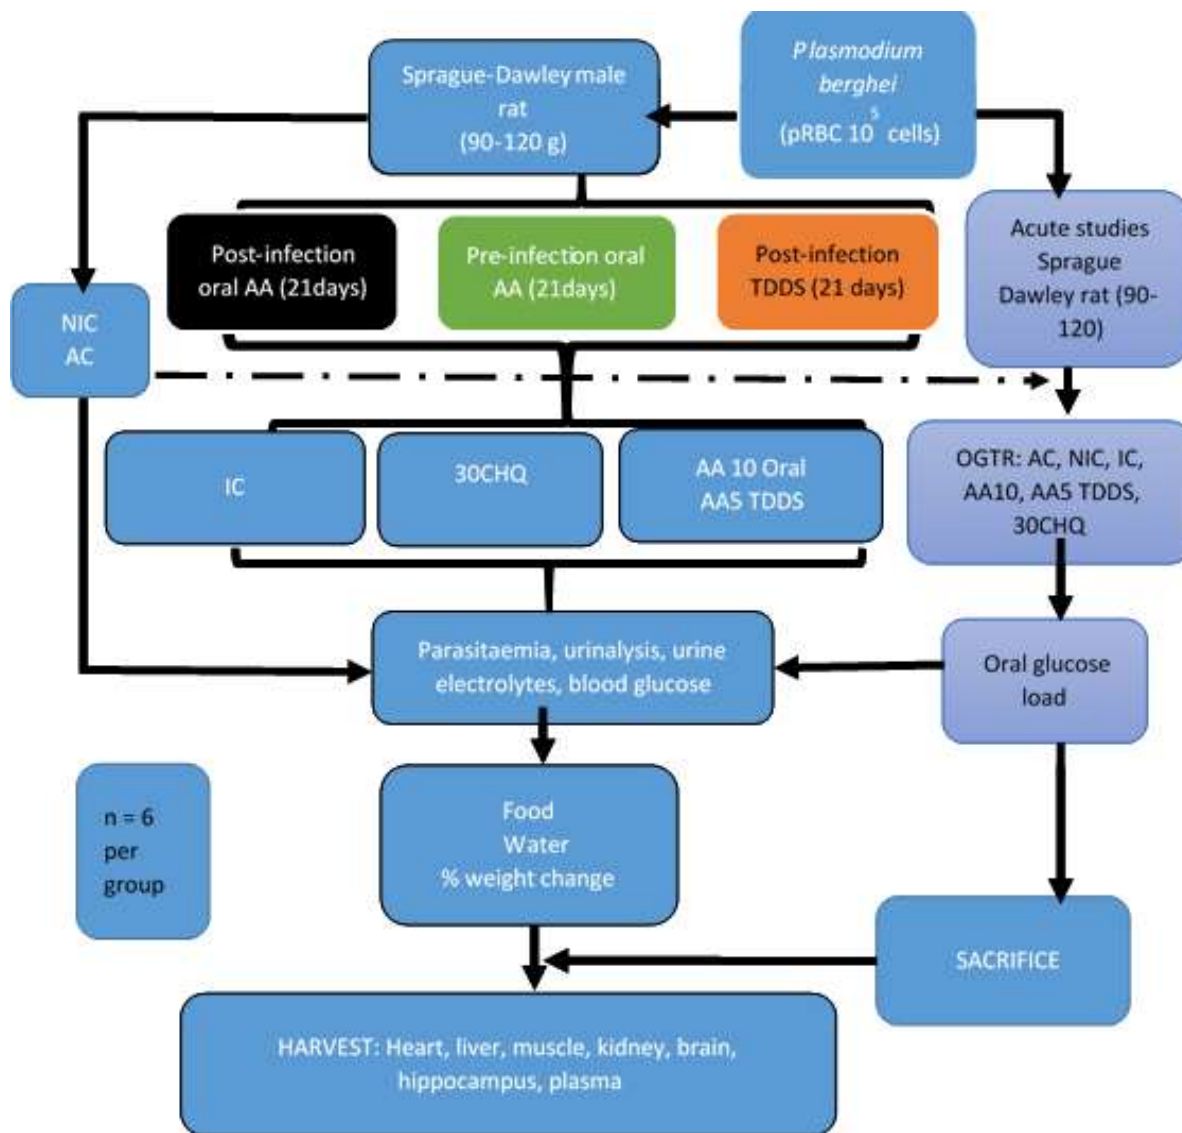 Sprague-Dawley male
rat
(90-120 g)
Plasmodium
berghei
(pRBC 10⁵ cells)
Post-infection
oral AA (21days)
Pre-infection oral
AA (21days)
Post-infection
TDDS (21 days)
Acute studies
Sprague
Dawley rat (90-
120)
NIC
AC
IC
30CHQ
AA 10 Oral
AA5 TDDS
OGTR: AC, NIC, IC,
AA10, AA5 TDDS,
30CHQ
Parasitaemia, urinalysis, urine
electrolytes, blood glucose
Oral glucose
load
n = 6
per
group
Food
Water
% weight change
SACRIFICE
HARVEST: Heart, liver, muscle, kidney, brain,
hippocampus, plasma